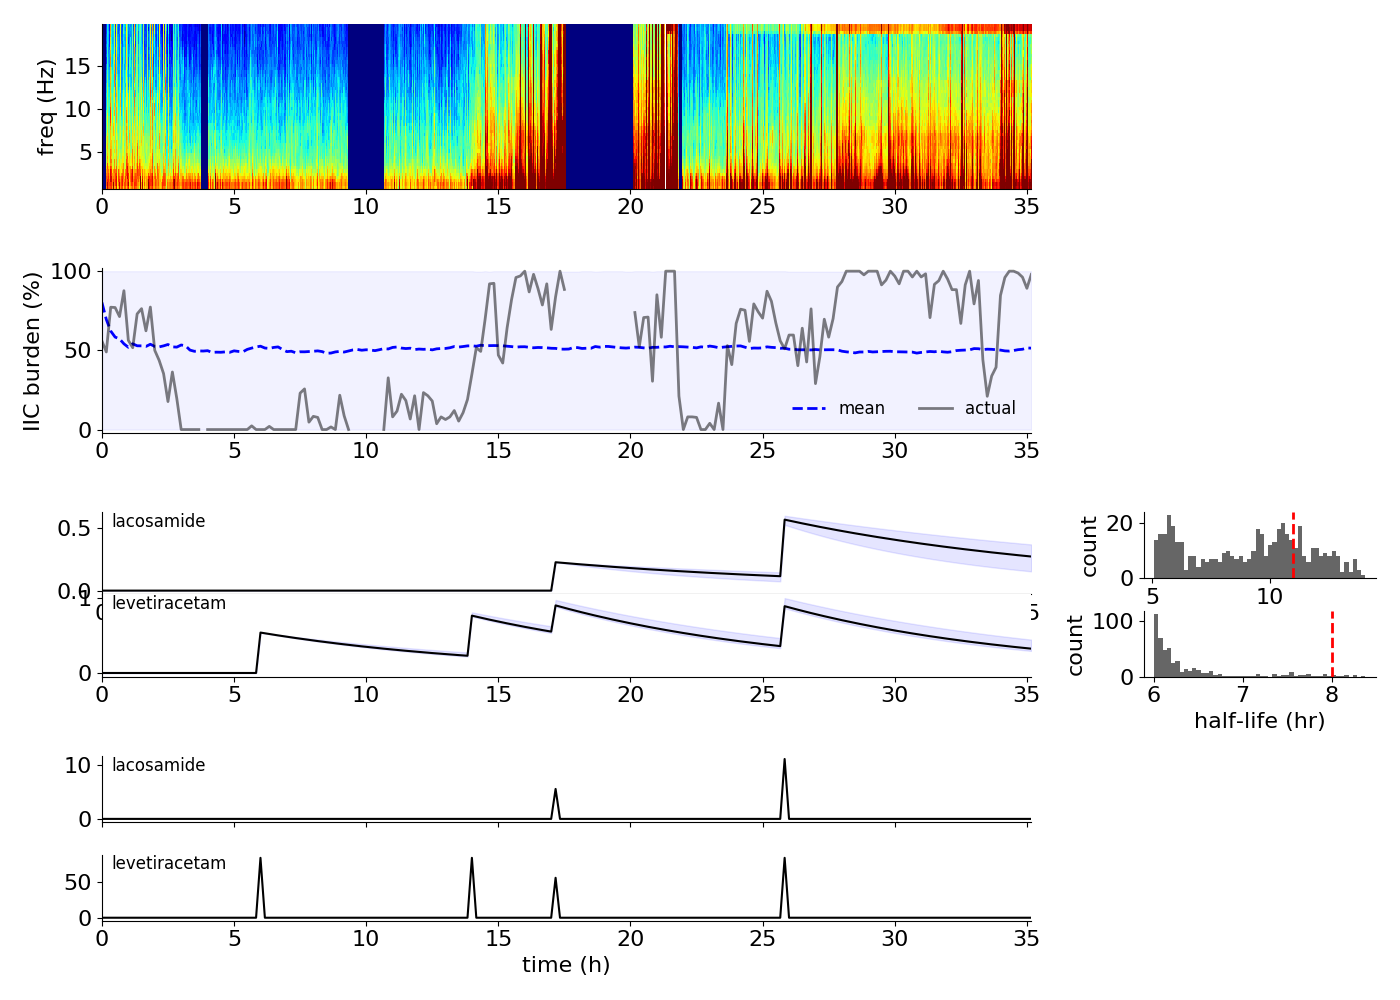 freq (Hz)
15
10
5
0 5 10 15 20 25 30 35
IIC burden (%)
100
50
0
mean actual
0 5 10 15 20 25 30 35
lacosamide
0.5
0.0
count
20
0
5 10
levetiracetam
1
0
0 5 10 15 20 25 30 35
count
100
0
6 7 8
half-life (hr)
lacosamide
10
0
levetiracetam
50
0
0 5 10 15 20 25 30 35
time (h)